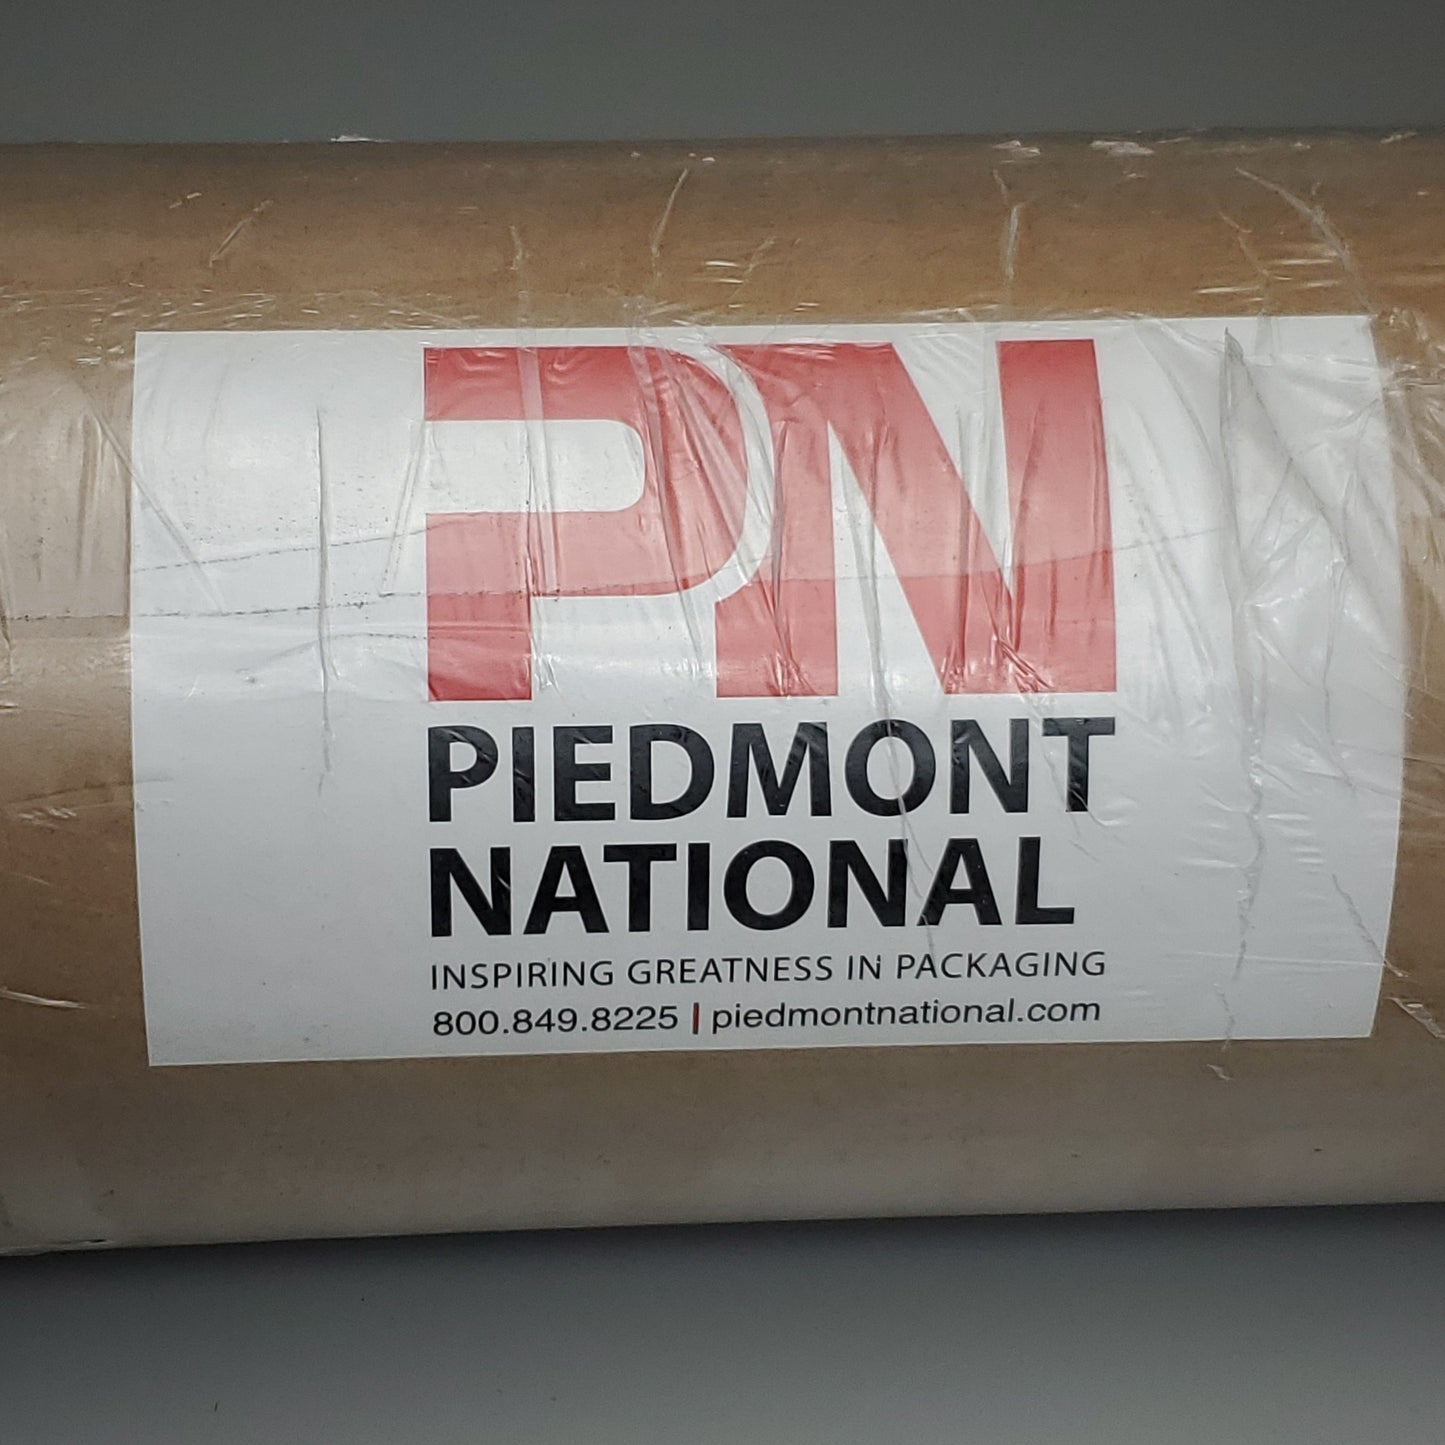 PN
PIEDMONT
NATIONAL
INSPIRING GREATNESS IN PACKAGING
800.849.8225 | piedmontnational.com